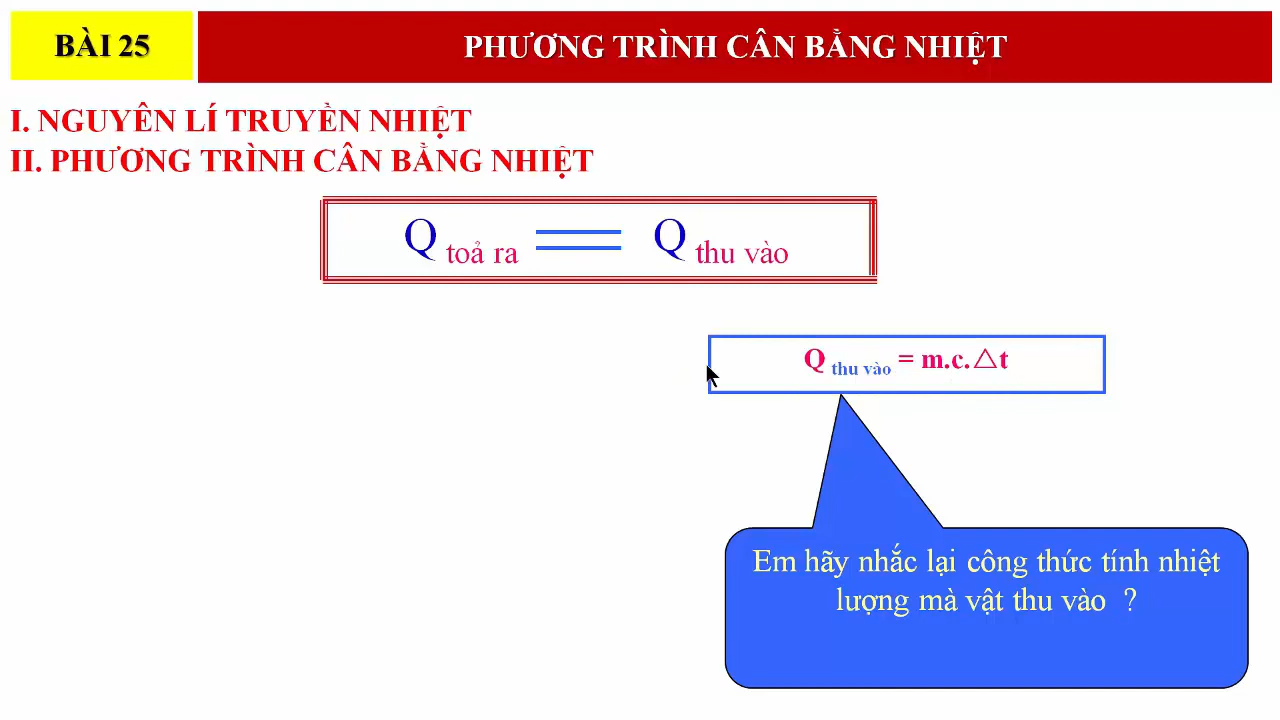 BÀI 25
PHƯƠNG TRÌNH CÂN BẰNG NHIỆT
I. NGUYÊN LÍ TRUYỀN NHIỆT
II. PHƯƠNG TRÌNH CÂN BẰNG NHIỆT
Q toả ra = Q thu vào
Q thu vào = m.c.△t
Em hãy nhắc lại công thức tính nhiệt
lượng mà vật thu vào ?